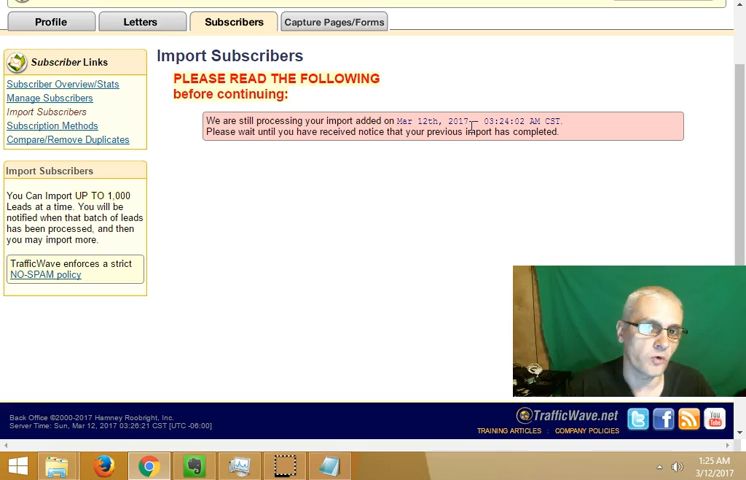 Profile
Letters
Subscribers
Capture Pages/Forms
Subscriber Links
Subscriber Overview/Stats
Manage Subscribers
Import Subscribers
Subscription Methods
Compare/Remove Duplicates
Import Subscribers
You Can Import UP TO 1,000
Leads at a time. You will be
notified when that batch of leads
has been processed, and then
you may import more.
TrafficWave enforces a strict
NO-SPAM policy
Import Subscribers
PLEASE READ THE FOLLOWING
before continuing:
We are still processing your import added on Mar 12th, 2017 - 03:24:02 AM CST.
Please wait until you have received notice that your previous import has completed.
Back Office ©2000-2017 Hamney Roobright, Inc.
Server Time: Sun, Mar 12, 2017 03:26:21 CST [UTC -06:00]
TrafficWave.net
TRAINING ARTICLES : COMPANY POLICIES
You
Tube
1:25 AM
3/12/2017